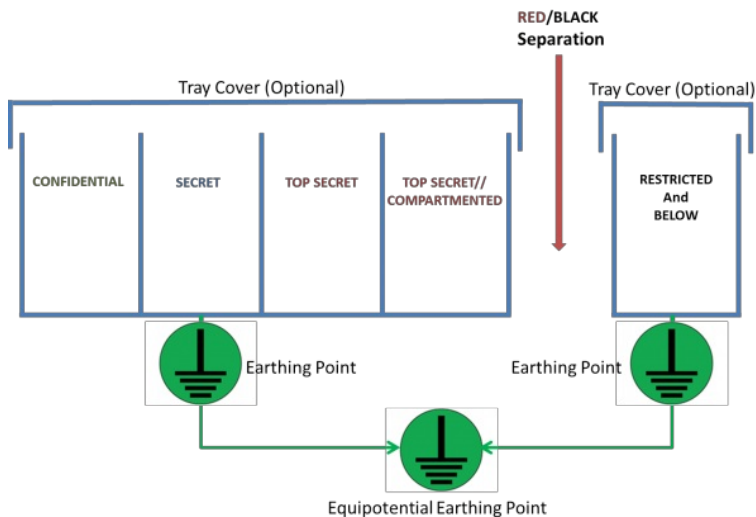 RED/BLACK
Separation
Tray Cover (Optional)
Tray Cover (Optional)
CONFIDENTIAL
SECRET
TOP SECRET
TOP SECRET//
COMPARTMENTED
RESTRICTED
And
BELOW
Earthing Point
Earthing Point
Equipotential Earthing Point